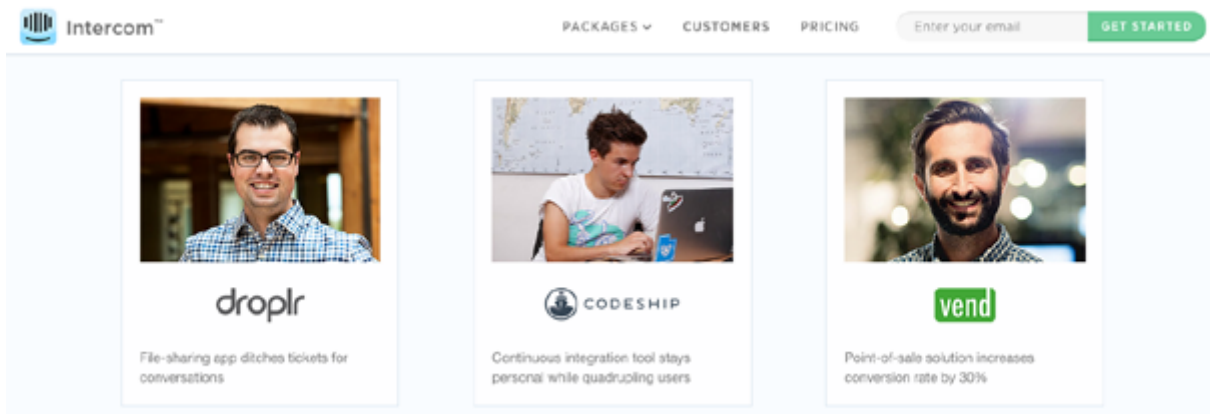 Intercom™
PACKAGES
CUSTOMERS
PRICING
Enter your email
GET STARTED
droplr
CODESHIP
vend
File-sharing app ditches tickets for
conversations
Continuous integration tool stays
personal while quadrupling users
Point-of-sale solution increases
conversion rate by 30%